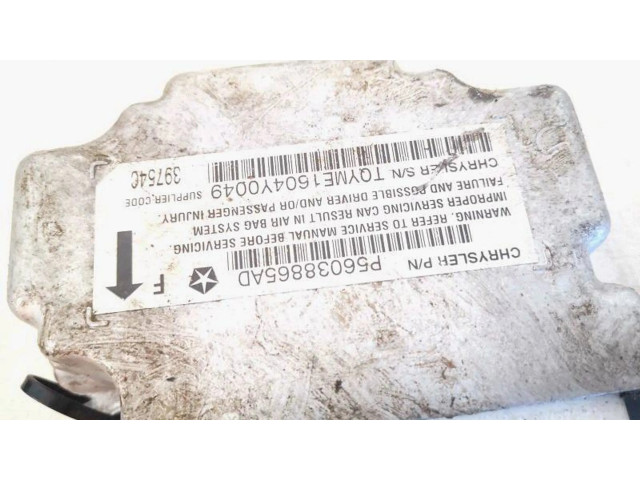 CHRYSLER P/N P56038865AD F
WARNING. REFER TO SERVICE MANUAL BEFORE SERVICING.
IMPROPER SERVICING CAN RESULT IN AIR BAG SYSTEM
FAILURE AND POSSIBLE DRIVER AND/OR PASSENGER INJURY.
CHRYSLER S/N TQYME1604Y0049 SUPPLIER.CODE 39754C